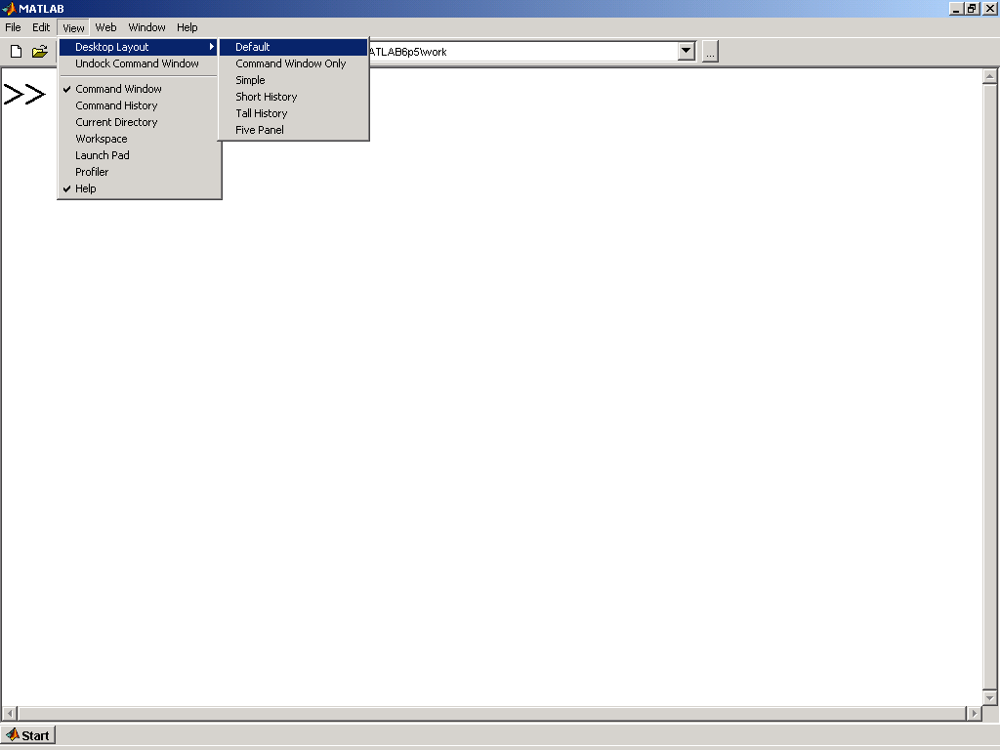 MATLAB
File Edit View Web Window Help
ATLAB6p5\work
...
Desktop Layout
Undock Command Window
Command Window
Command History
Current Directory
Workspace
Launch Pad
Profiler
Help
Default
Command Window Only
Simple
Short History
Tall History
Five Panel
>>
Start